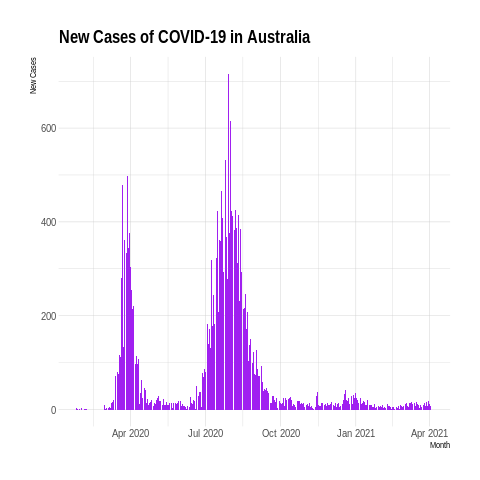 New Cases of COVID-19 in Australia
New Cases
600
400
200
0
Apr 2020 Jul 2020 Oct 2020 Jan 2021 Apr 2021
Month